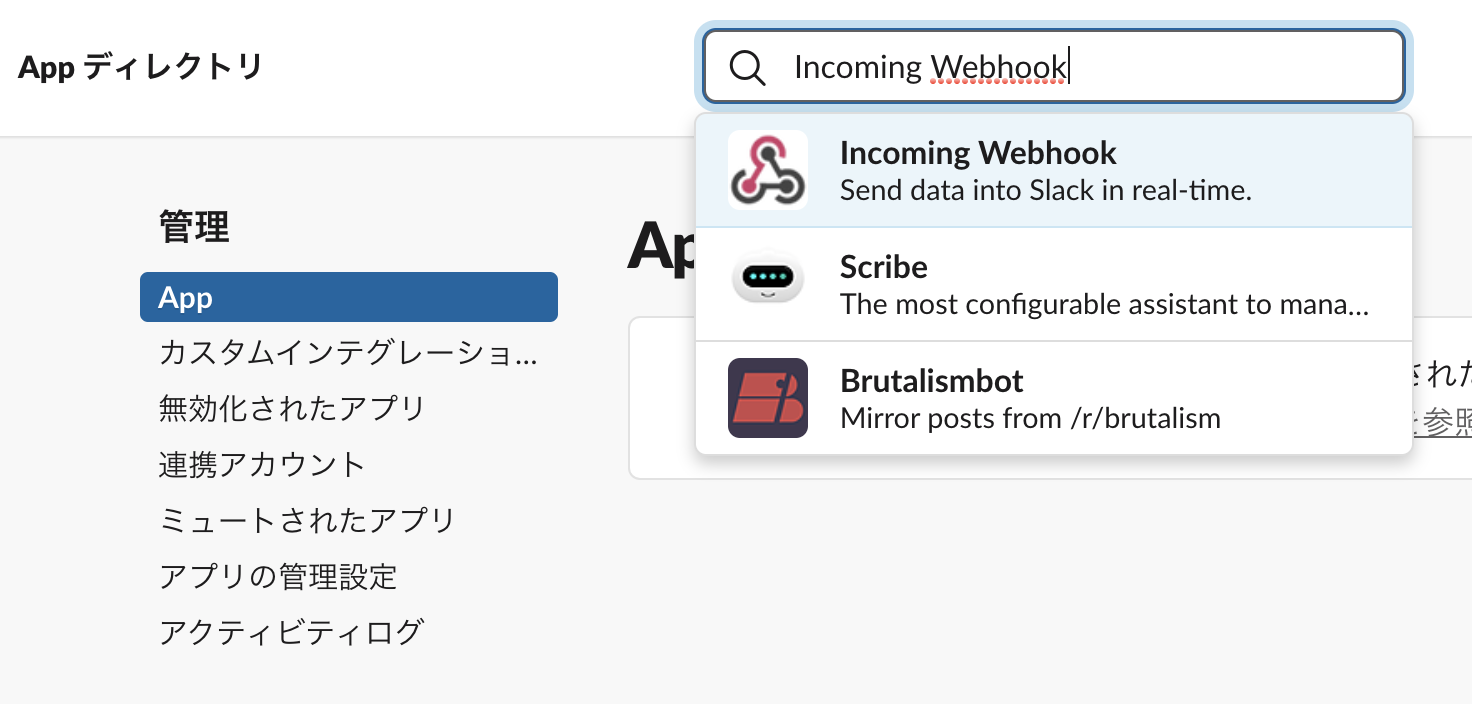 App ディレクトリ
Incoming Webhook
Incoming Webhook
Send data into Slack in real-time.
Scribe
The most configurable assistant to mana...
Brutalismbot
Mirror posts from /r/brutalism
管理
App
カスタムインテグレーショ...
無効化されたアプリ
連携アカウント
ミュートされたアプリ
アプリの管理設定
アクティビティログ
Ap
された
を参照